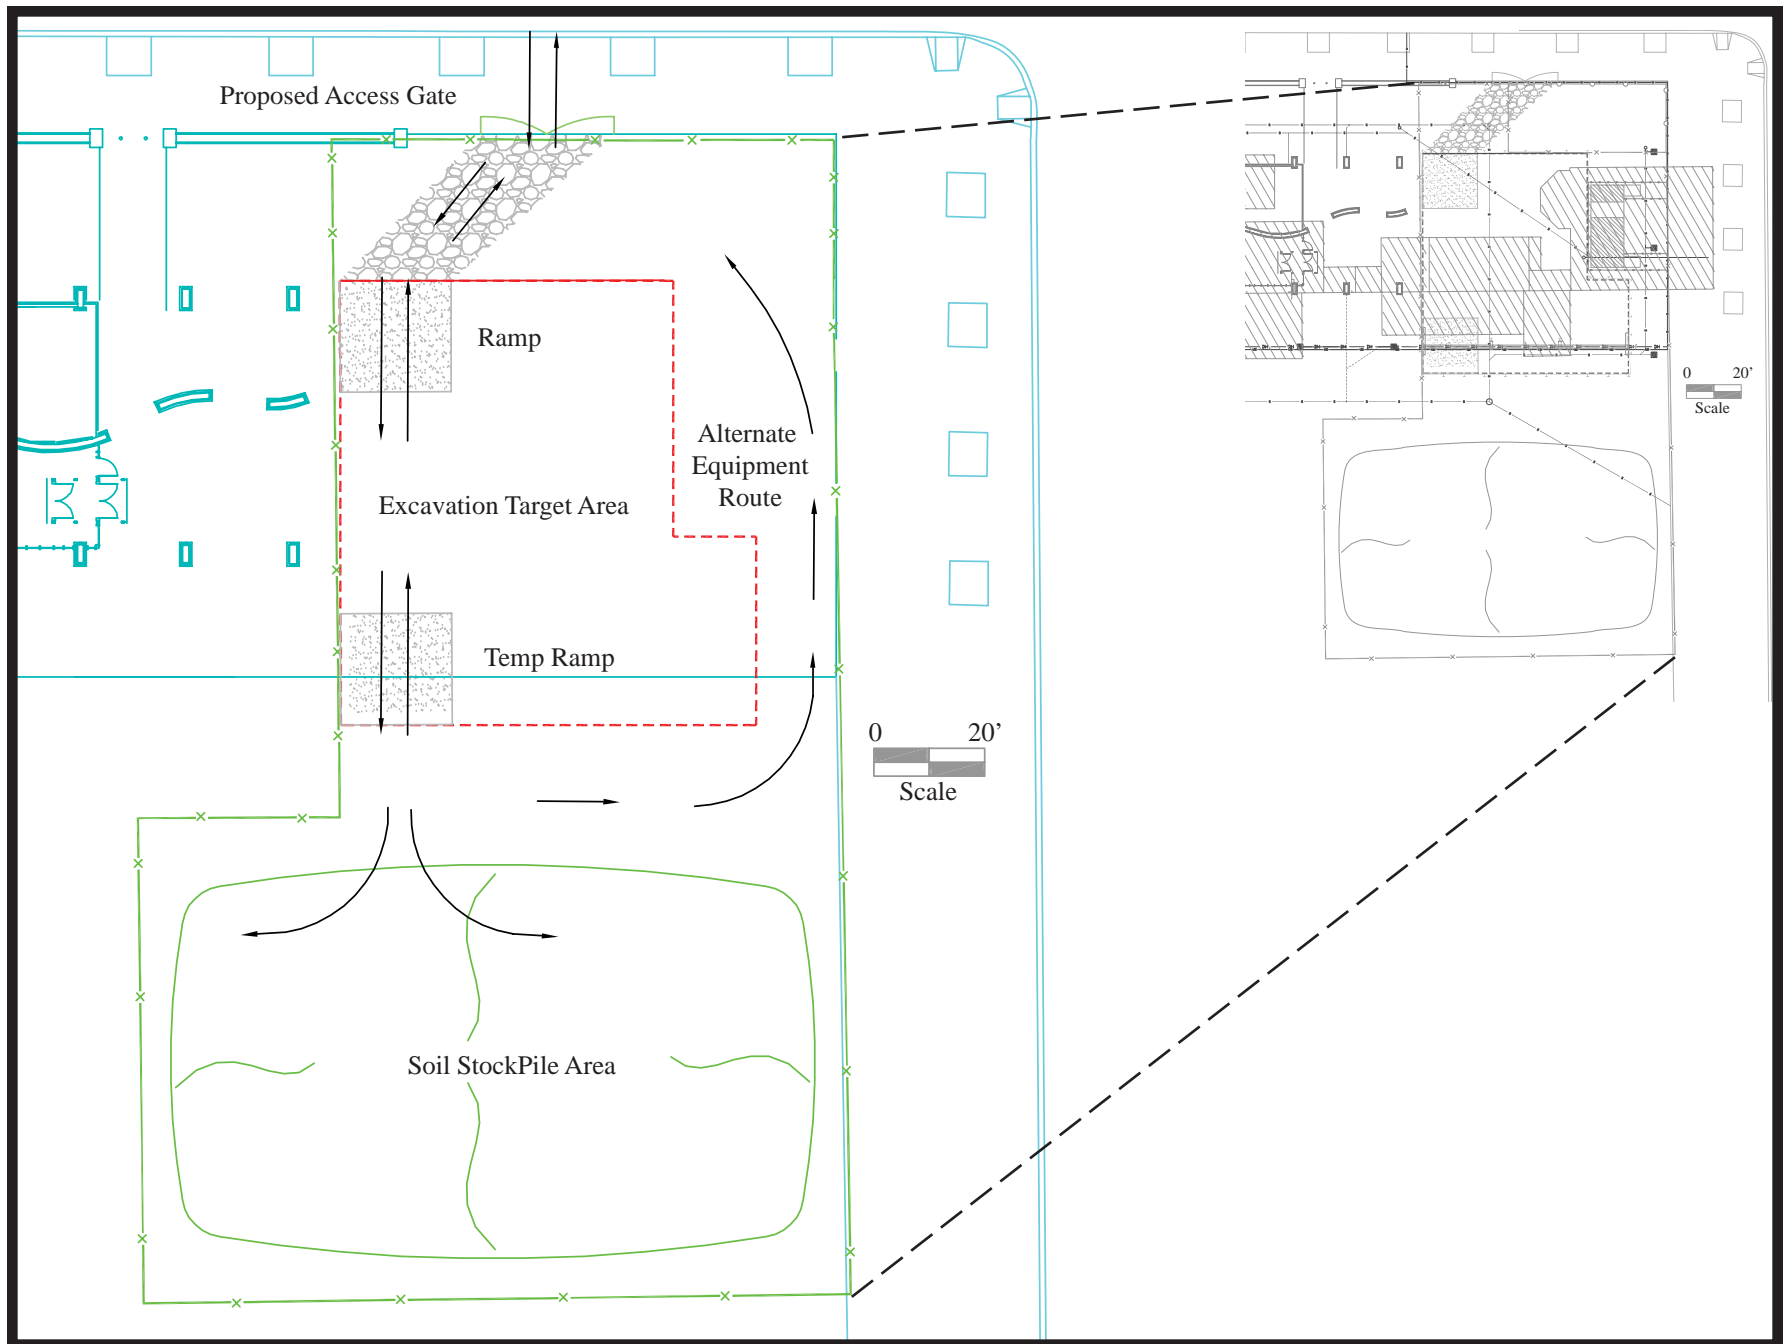 Proposed Access Gate
Ramp
Alternate
Equipment
Route
Excavation Target Area
Temp Ramp
0 20’
Scale
Soil StockPile Area
0 20’
Scale